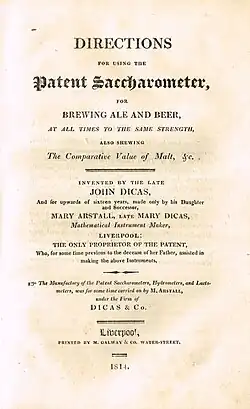 DIRECTIONS
FOR USING THE
Patent Saccharometer,
FOR
BREWING ALE AND BEER,
AT ALL TIMES TO THE SAME STRENGTH,
ALSO SHEWING
The Comparative Value of Malt, &c.
INVENTED BY THE LATE
JOHN DICAS,
And for upwards of sixteen years, made only by his Daughter
and Successor,
MARY ARSTALL, LATE MARY DICAS,
Mathematical Instrument Maker,
LIVERPOOL:
THE ONLY PROPRIETOR OF THE PATENT,
Who, for some time previous to the decease of her Father, assisted in
making the above Instruments.
☞ The Manufactory of the Patent Saccharometers, Hydrometers, and Lacto-
meters, was for some time carried on by M. ARSTALL,
under the Firm of
DICAS & Co.
Liverpool,
PRINTED BY M. GALWAY & CO. WATER-STREET.
1814.